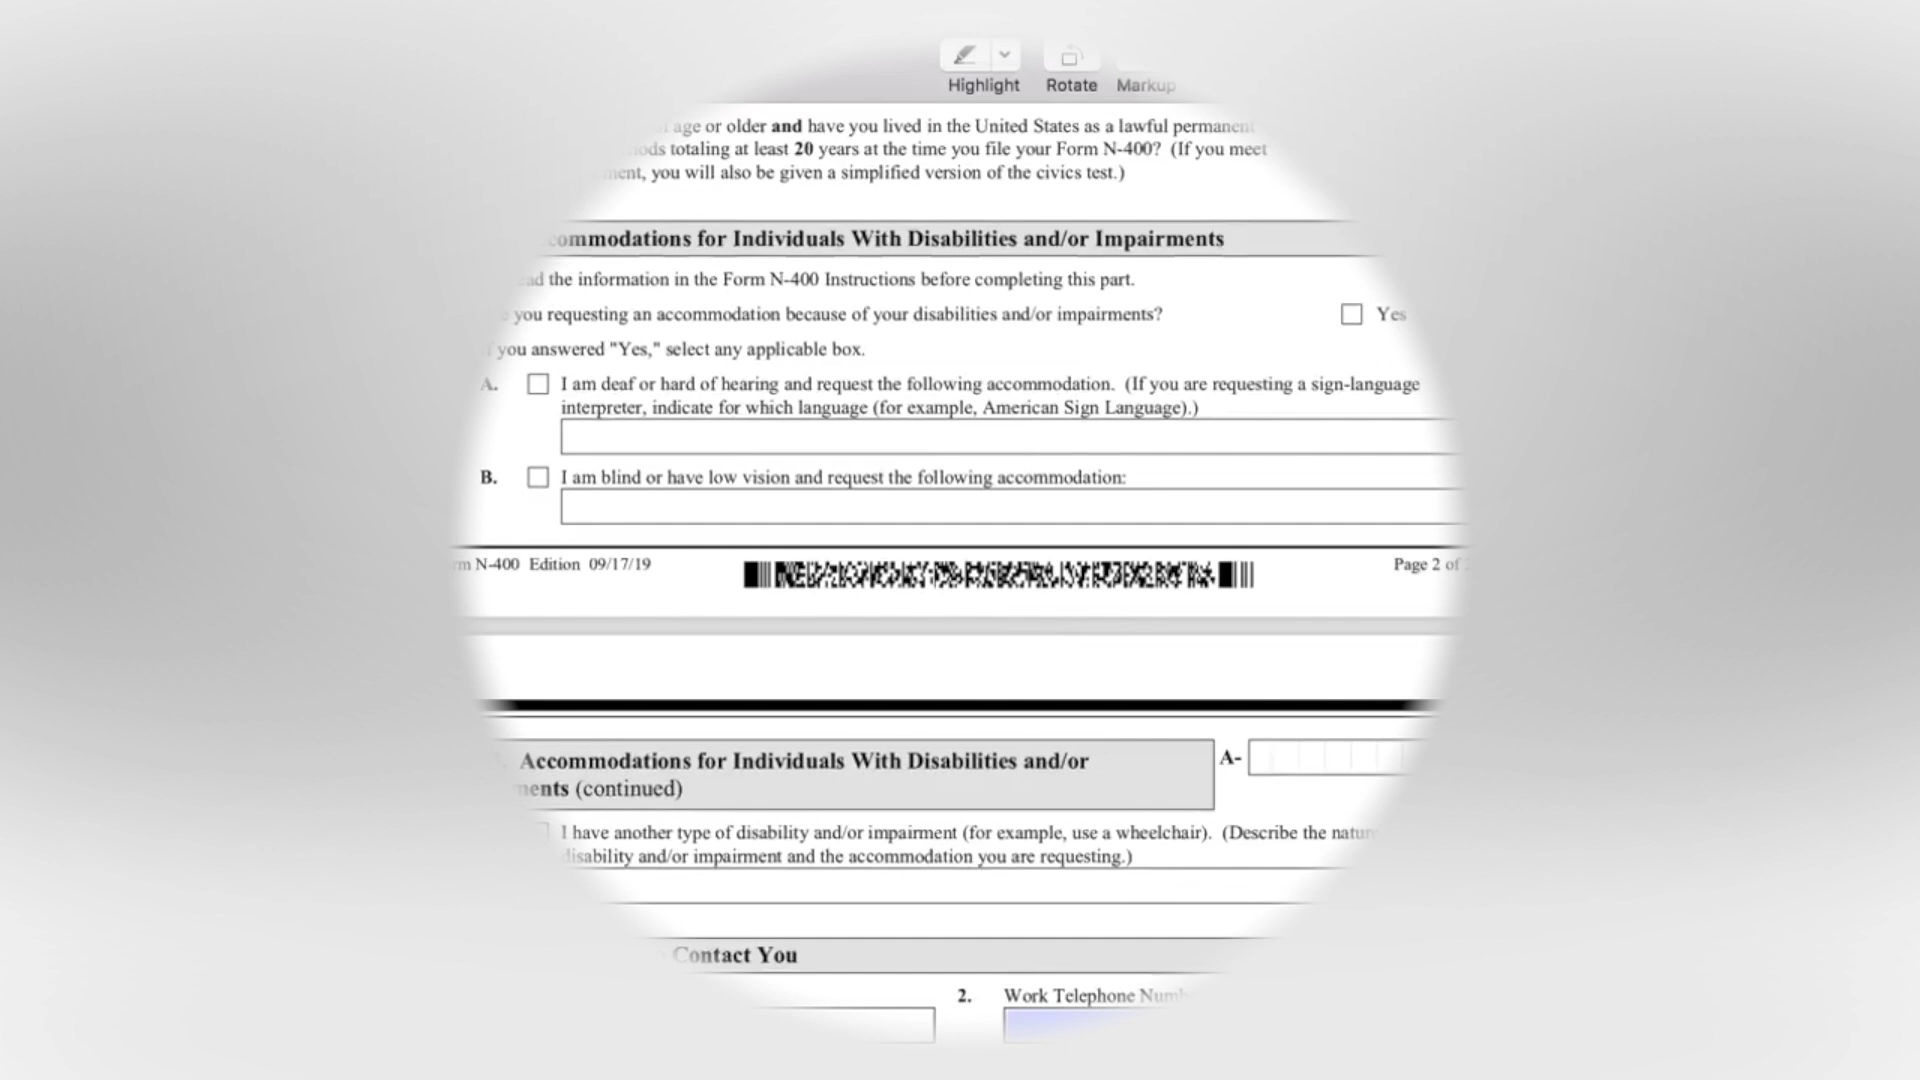 Highlight Rotate Markup
age or older and have you lived in the United States as a lawful permanent
totaling at least 20 years at the time you file your Form N-400? (If you meet
you will also be given a simplified version of the civics test.)
ommodations for Individuals With Disabilities and/or Impairments
the information in the Form N-400 Instructions before completing this part.
you requesting an accommodation because of your disabilities and/or impairments? Yes
you answered "Yes," select any applicable box.
A. I am deaf or hard of hearing and request the following accommodation. (If you are requesting a sign-language
interpreter, indicate for which language (for example, American Sign Language).)
B. I am blind or have low vision and request the following accommodation:
N-400 Edition 09/17/19 Page 2 of
Accommodations for Individuals With Disabilities and/or A-
ments (continued)
I have another type of disability and/or impairment (for example, use a wheelchair). (Describe the natur
disability and/or impairment and the accommodation you are requesting.)
Contact You
2. Work Telephone Num